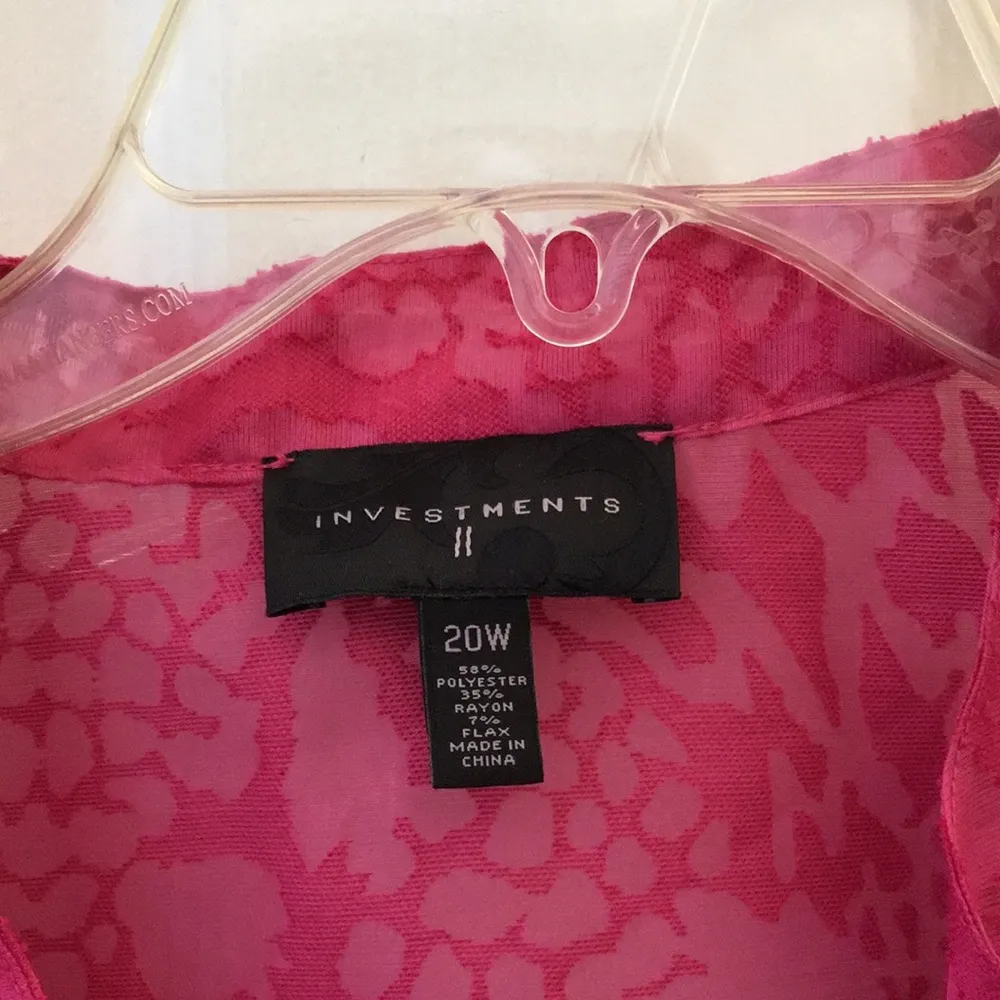 INVESTMENTS
II
20W
58%
POLYESTER
35%
RAYON
7%
FLAX
MADE IN
CHINA